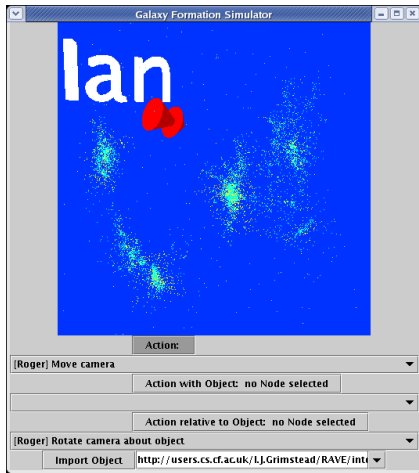 Galaxy Formation Simulator
Ian
Action:
[Roger] Move camera
Action with Object: no Node selected
Action relative to Object: no Node selected
[Roger] Rotate camera about object
Import Object
http://users.cs.cf.ac.uk/I.J.Grimstead/RAVE/int